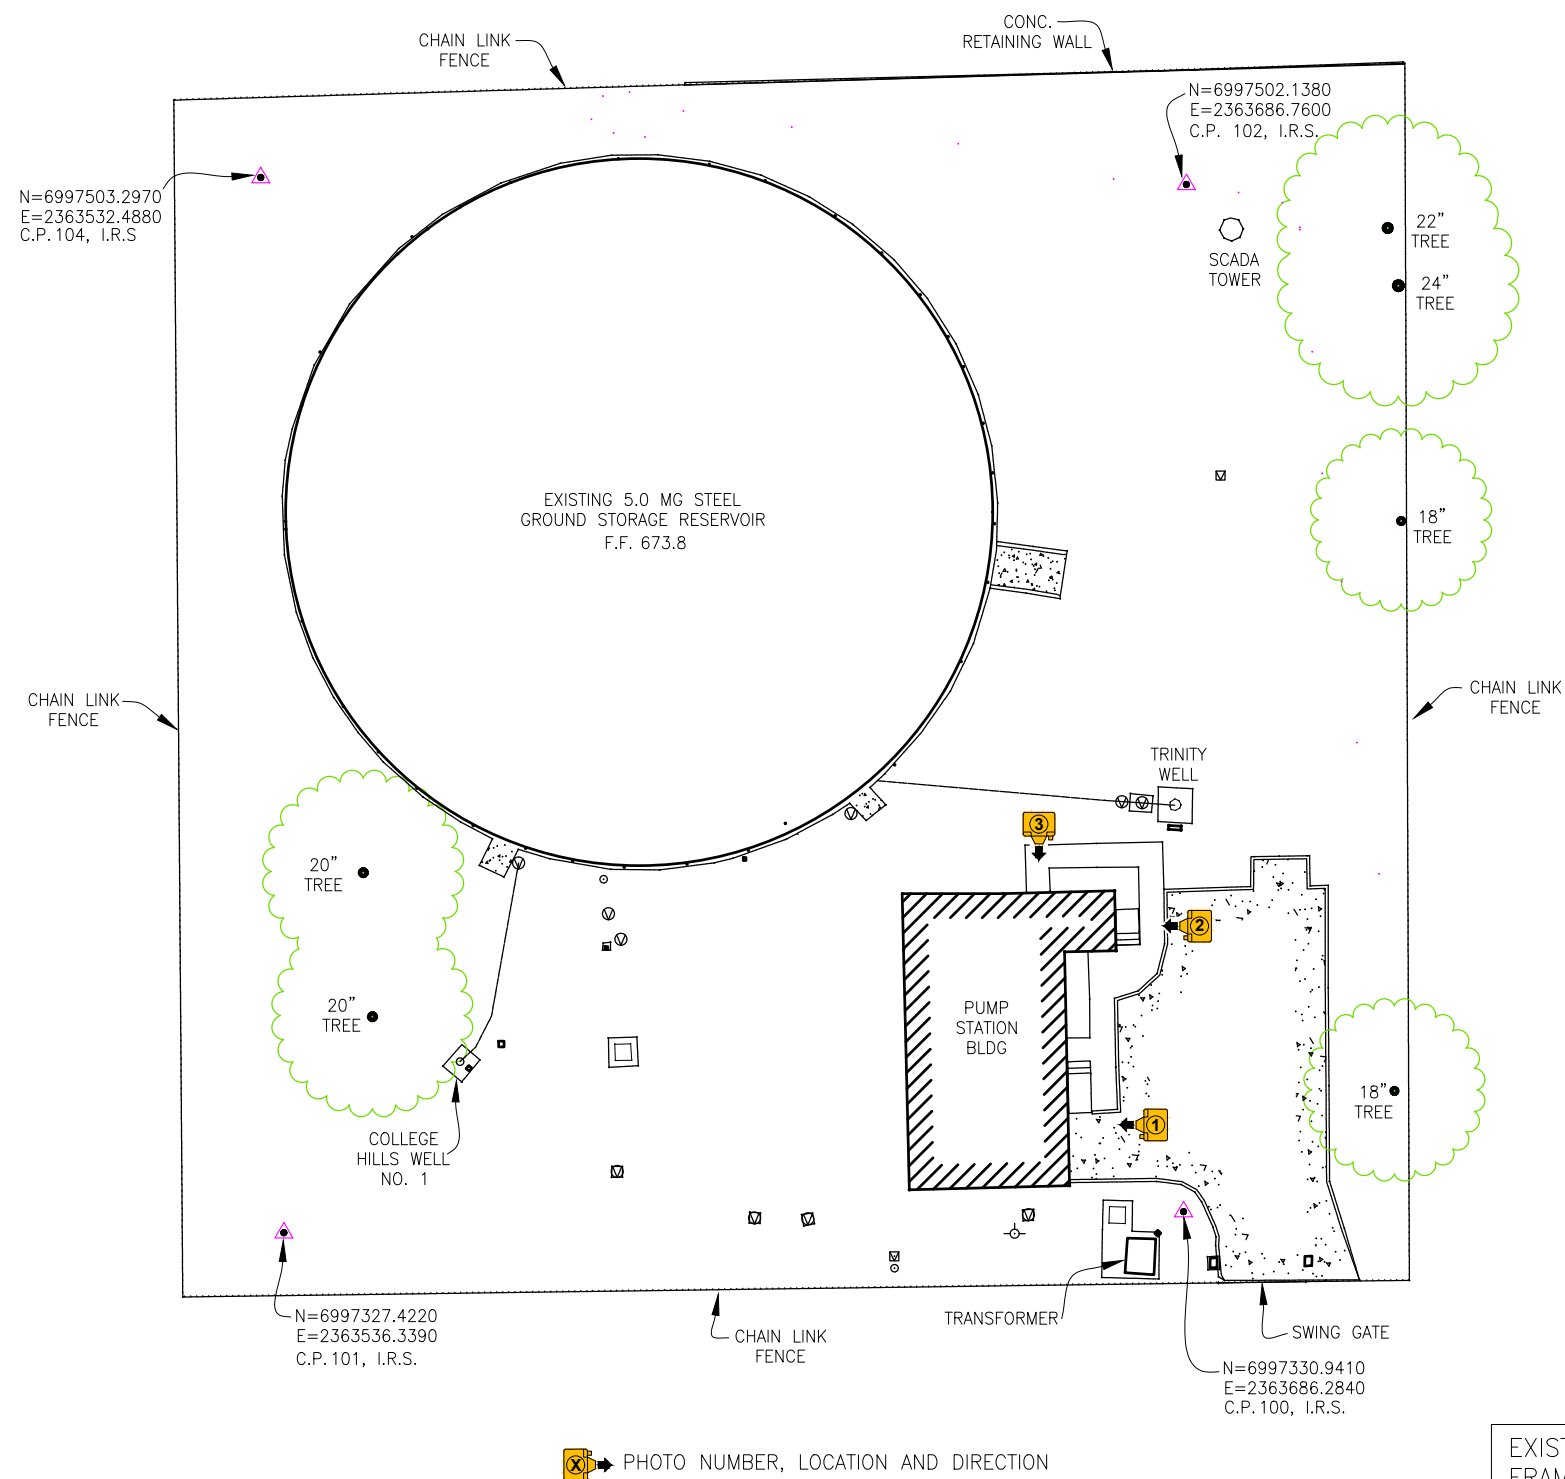 CONC.
RETAINING WALL
CHAIN LINK
FENCE
N=6997502.1380
E=2363686.7600
C.P. 102, I.R.S.
N=6997503.2970
E=2363532.4880
C.P. 104, I.R.S
22"
TREE
SCADA
TOWER
24"
TREE
EXISTING 5.0 MG STEEL
GROUND STORAGE RESERVOIR
F.F. 673.8
18"
TREE
CHAIN LINK
FENCE
CHAIN LINK
FENCE
TRINITY
WELL
3
20"
TREE
2
20"
TREE
PUMP
STATION
BLDG
18"
TREE
1
COLLEGE
HILLS WELL
NO. 1
N=6997327.4220
E=2363536.3390
C.P. 101, I.R.S.
CHAIN LINK
FENCE
TRANSFORMER
SWING GATE
N=6997330.9410
E=2363686.2840
C.P. 100, I.R.S.
X PHOTO NUMBER, LOCATION AND DIRECTION